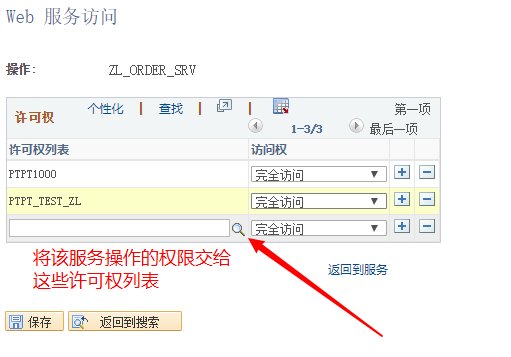 Web 服务访问
操作: ZL_ORDER_SRV
许可权 个性化 | 查找 | | 第一项
1-3/3 最后一项
许可权列表 访问权
PTPT1000 完全访问
PTPT_TEST_ZL 完全访问
完全访问
将该服务操作的权限交给
这些许可权列表
返回到服务
保存 返回到搜索